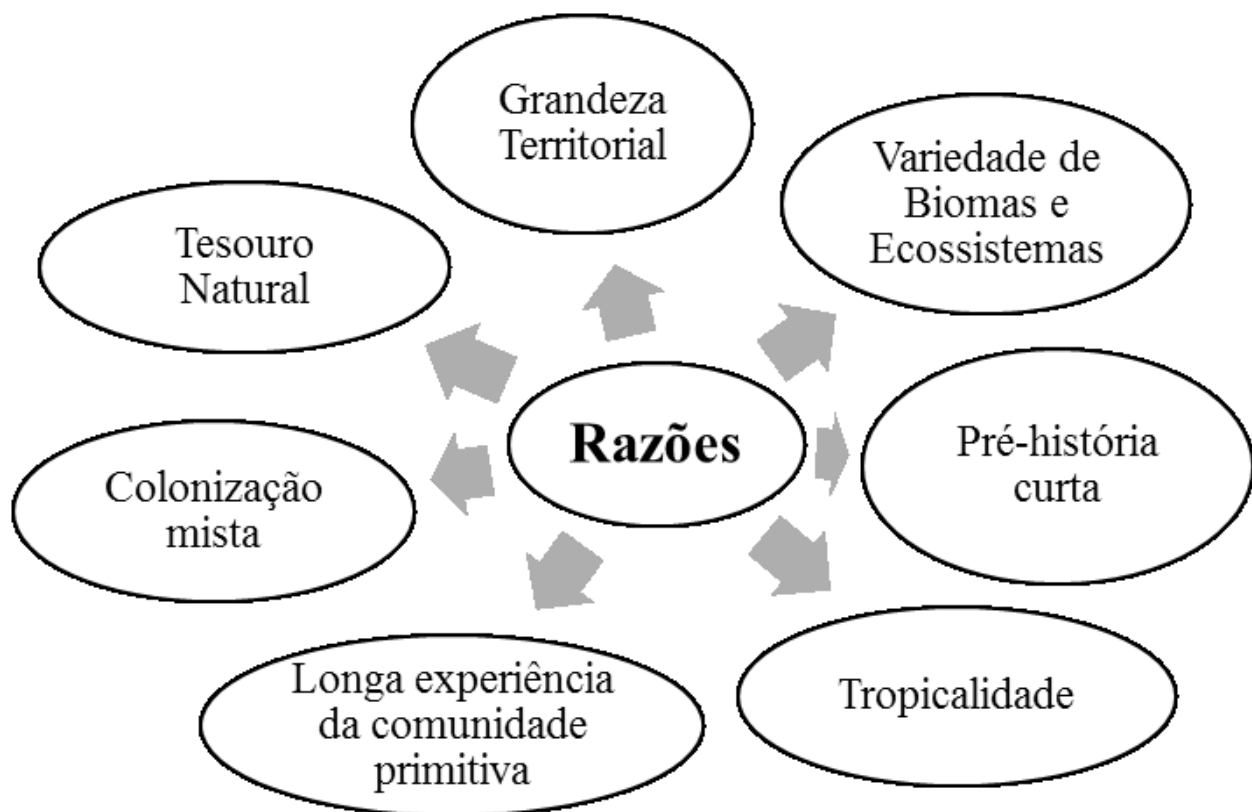 Grandeza
Territorial
Variedade de
Biomas e
Ecossistemas
Tesouro
Natural
Razões
Pré-história
curta
Colonização
mista
Longa experiência
da comunidade
primitiva
Tropicalidade